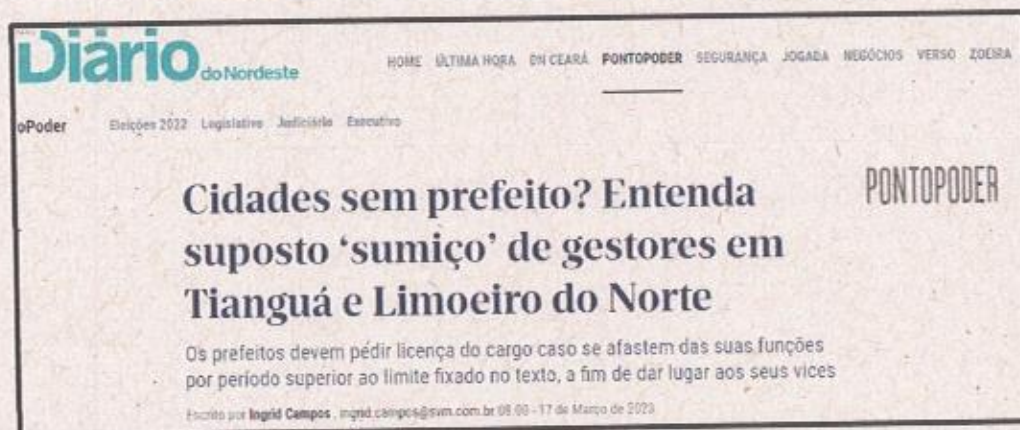 Diário do Nordeste
HOME ÚLTIMA HORA DN CEARÁ PONTOPODER SEGURANÇA JOGADA NEGÓCIOS VERSO ZOEIRA
oPoder Eleições 2022 Legislativo Judiciário Executivo
PONTOPODER
Cidades sem prefeito? Entenda
suposto ‘sumiço’ de gestores em
Tianguá e Limoeiro do Norte
Os prefeitos devem pedir licença do cargo caso se afastem das suas funções
por período superior ao limite fixado no texto, a fim de dar lugar aos seus vices
Escrito por Ingrid Campos , ingrid.campos@svm.com.br - 17 de Março de 2023